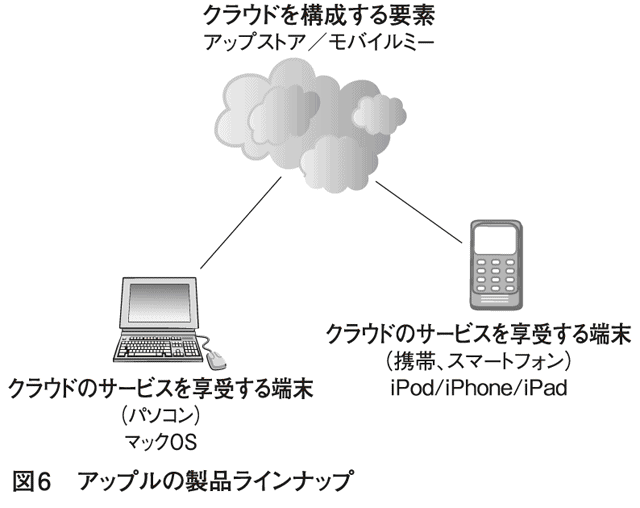 クラウドを構成する要素
アップストア／モバイルミー
クラウドのサービスを享受する端末
（携帯、スマートフォン）
iPod/iPhone/iPad
クラウドのサービスを享受する端末
（パソコン）
マックOS
図6　アップルの製品ラインナップ